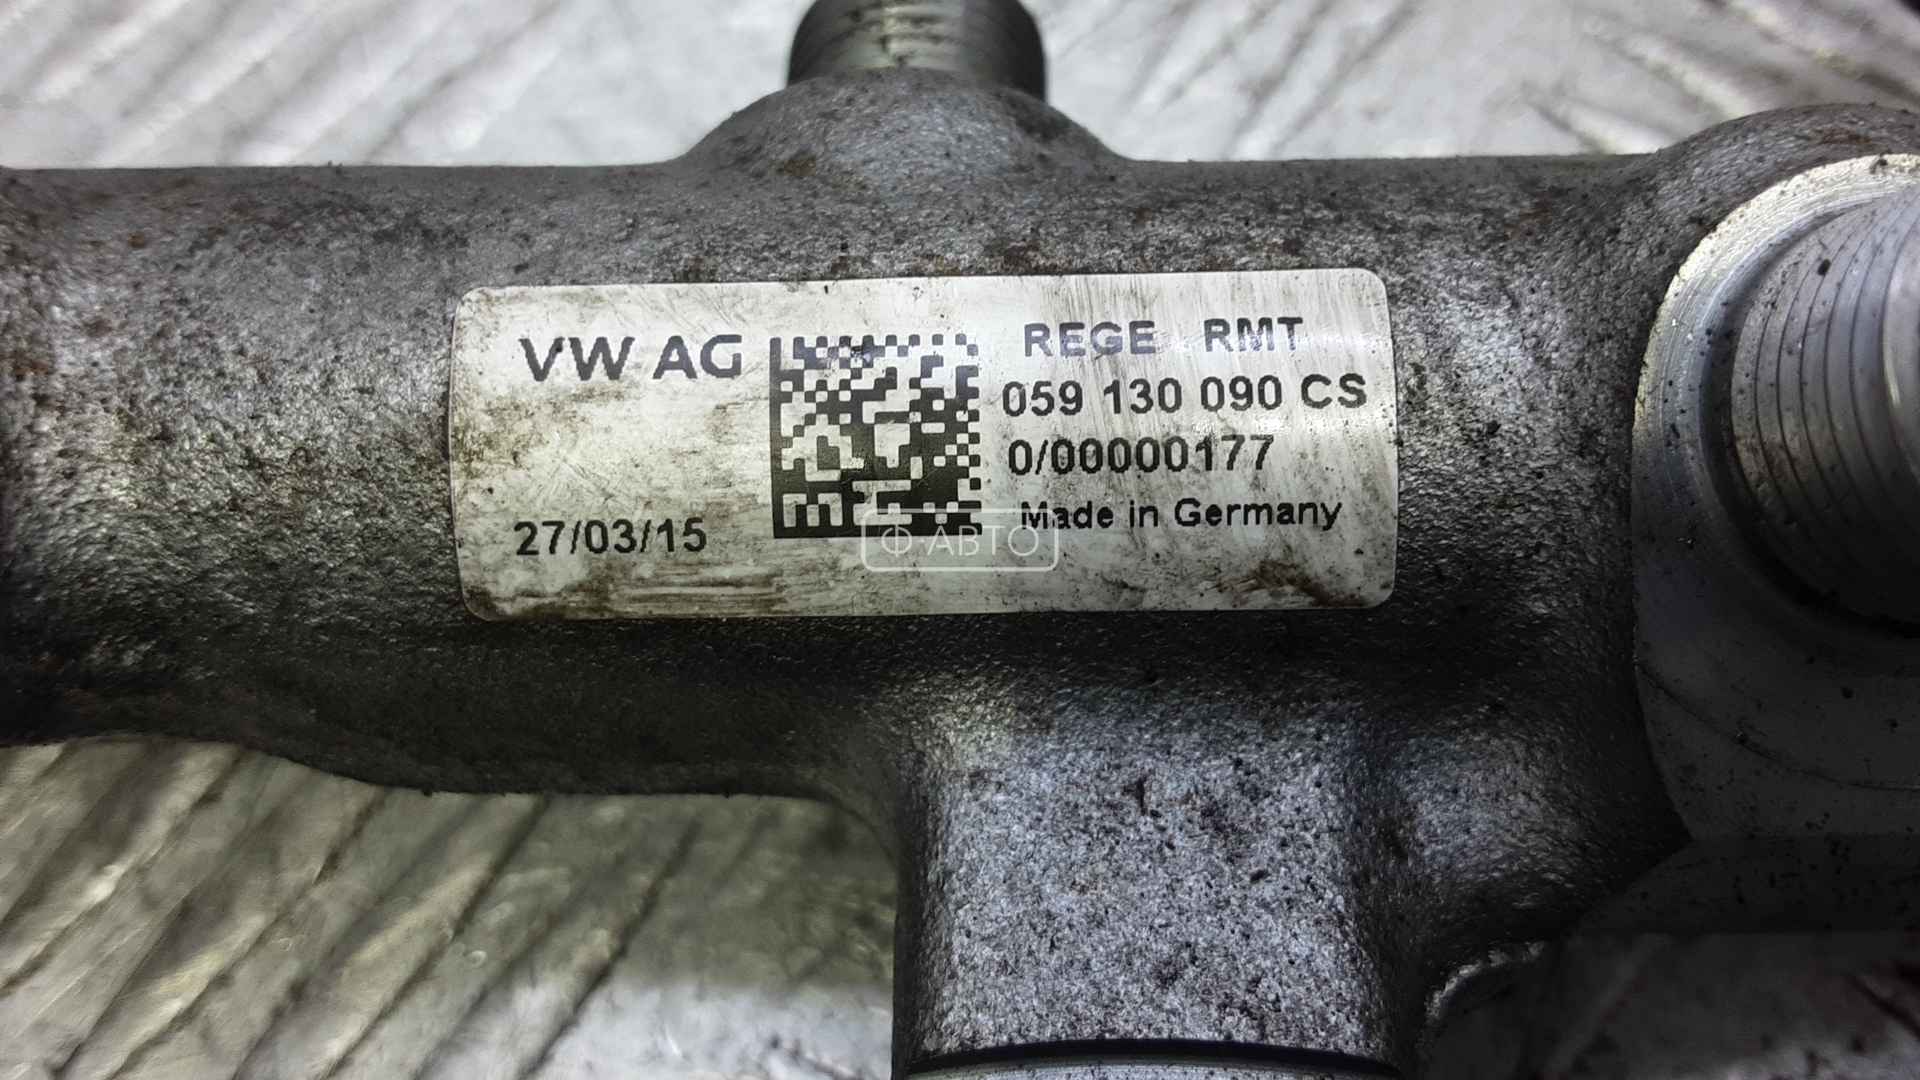 VW AG
27/03/15
REGE RMT
059 130 090 CS
0/00000177
Made in Germany
Ф АВТО